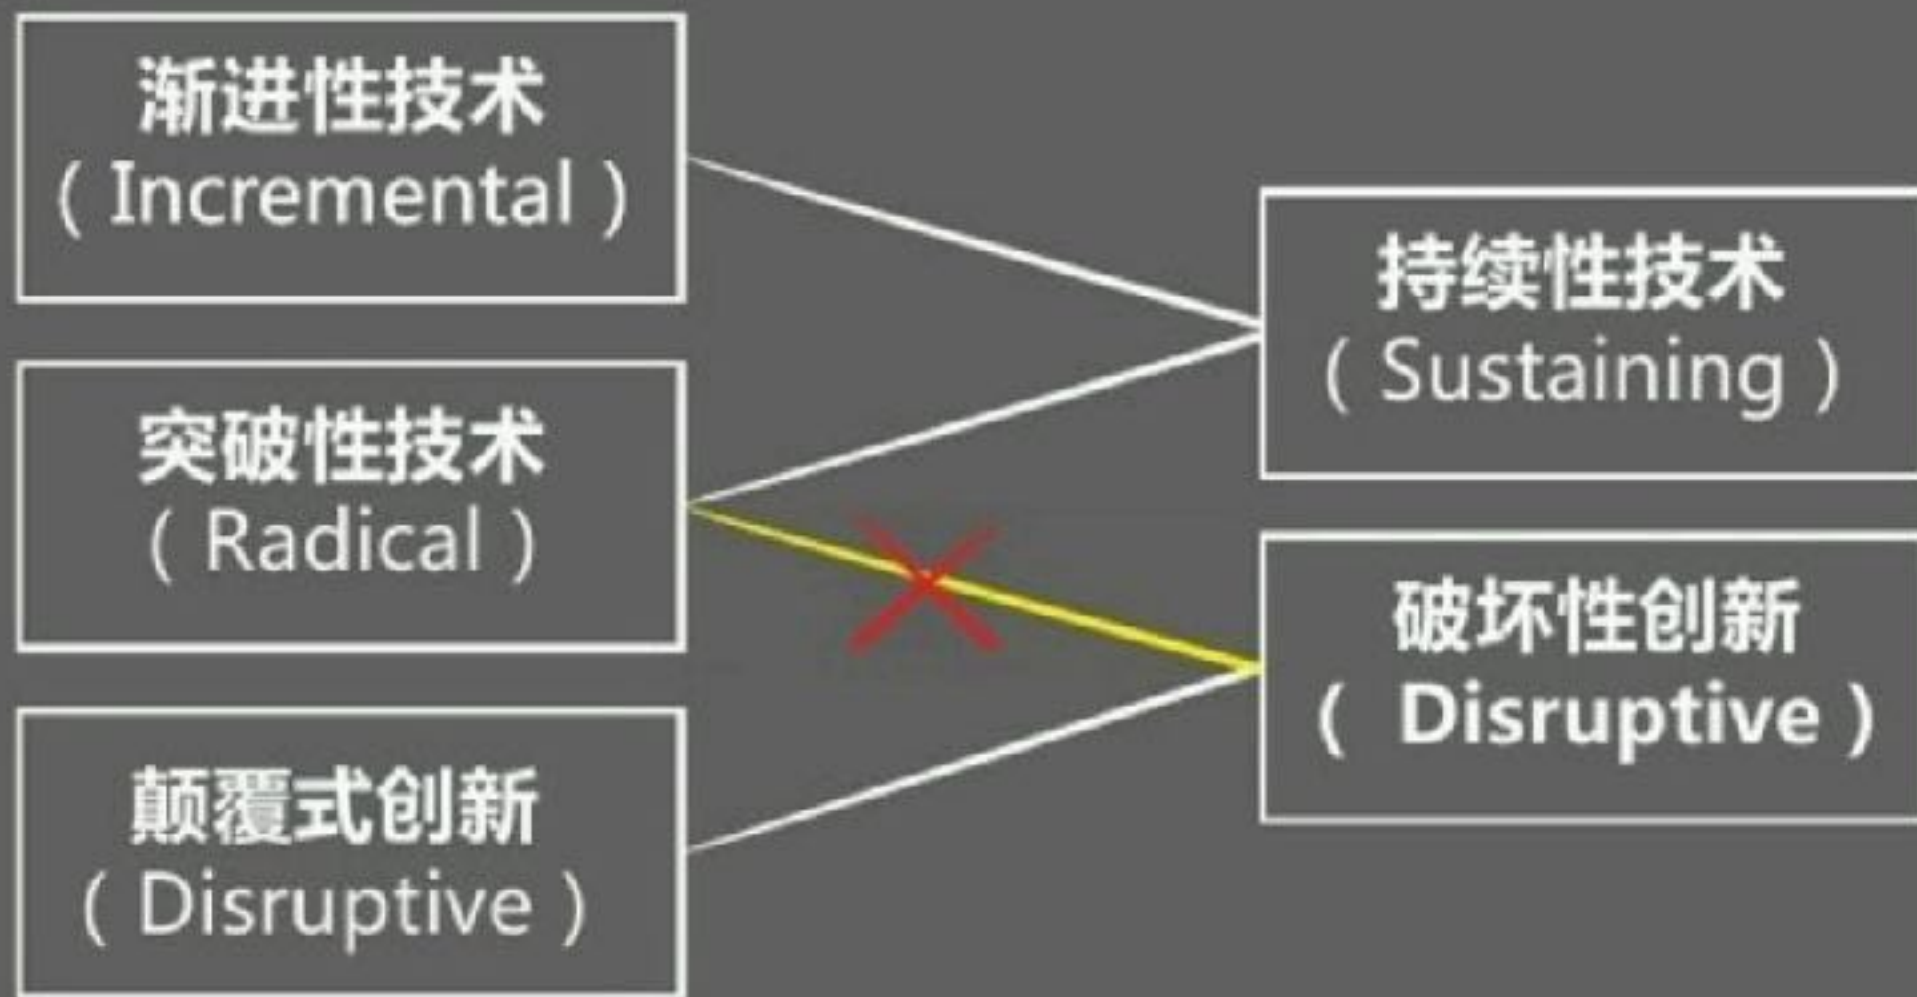 渐进性技术
( Incremental )
突破性技术
( Radical )
颠覆式创新
( Disruptive )
持续性技术
( Sustaining )
破坏性创新
( Disruptive )